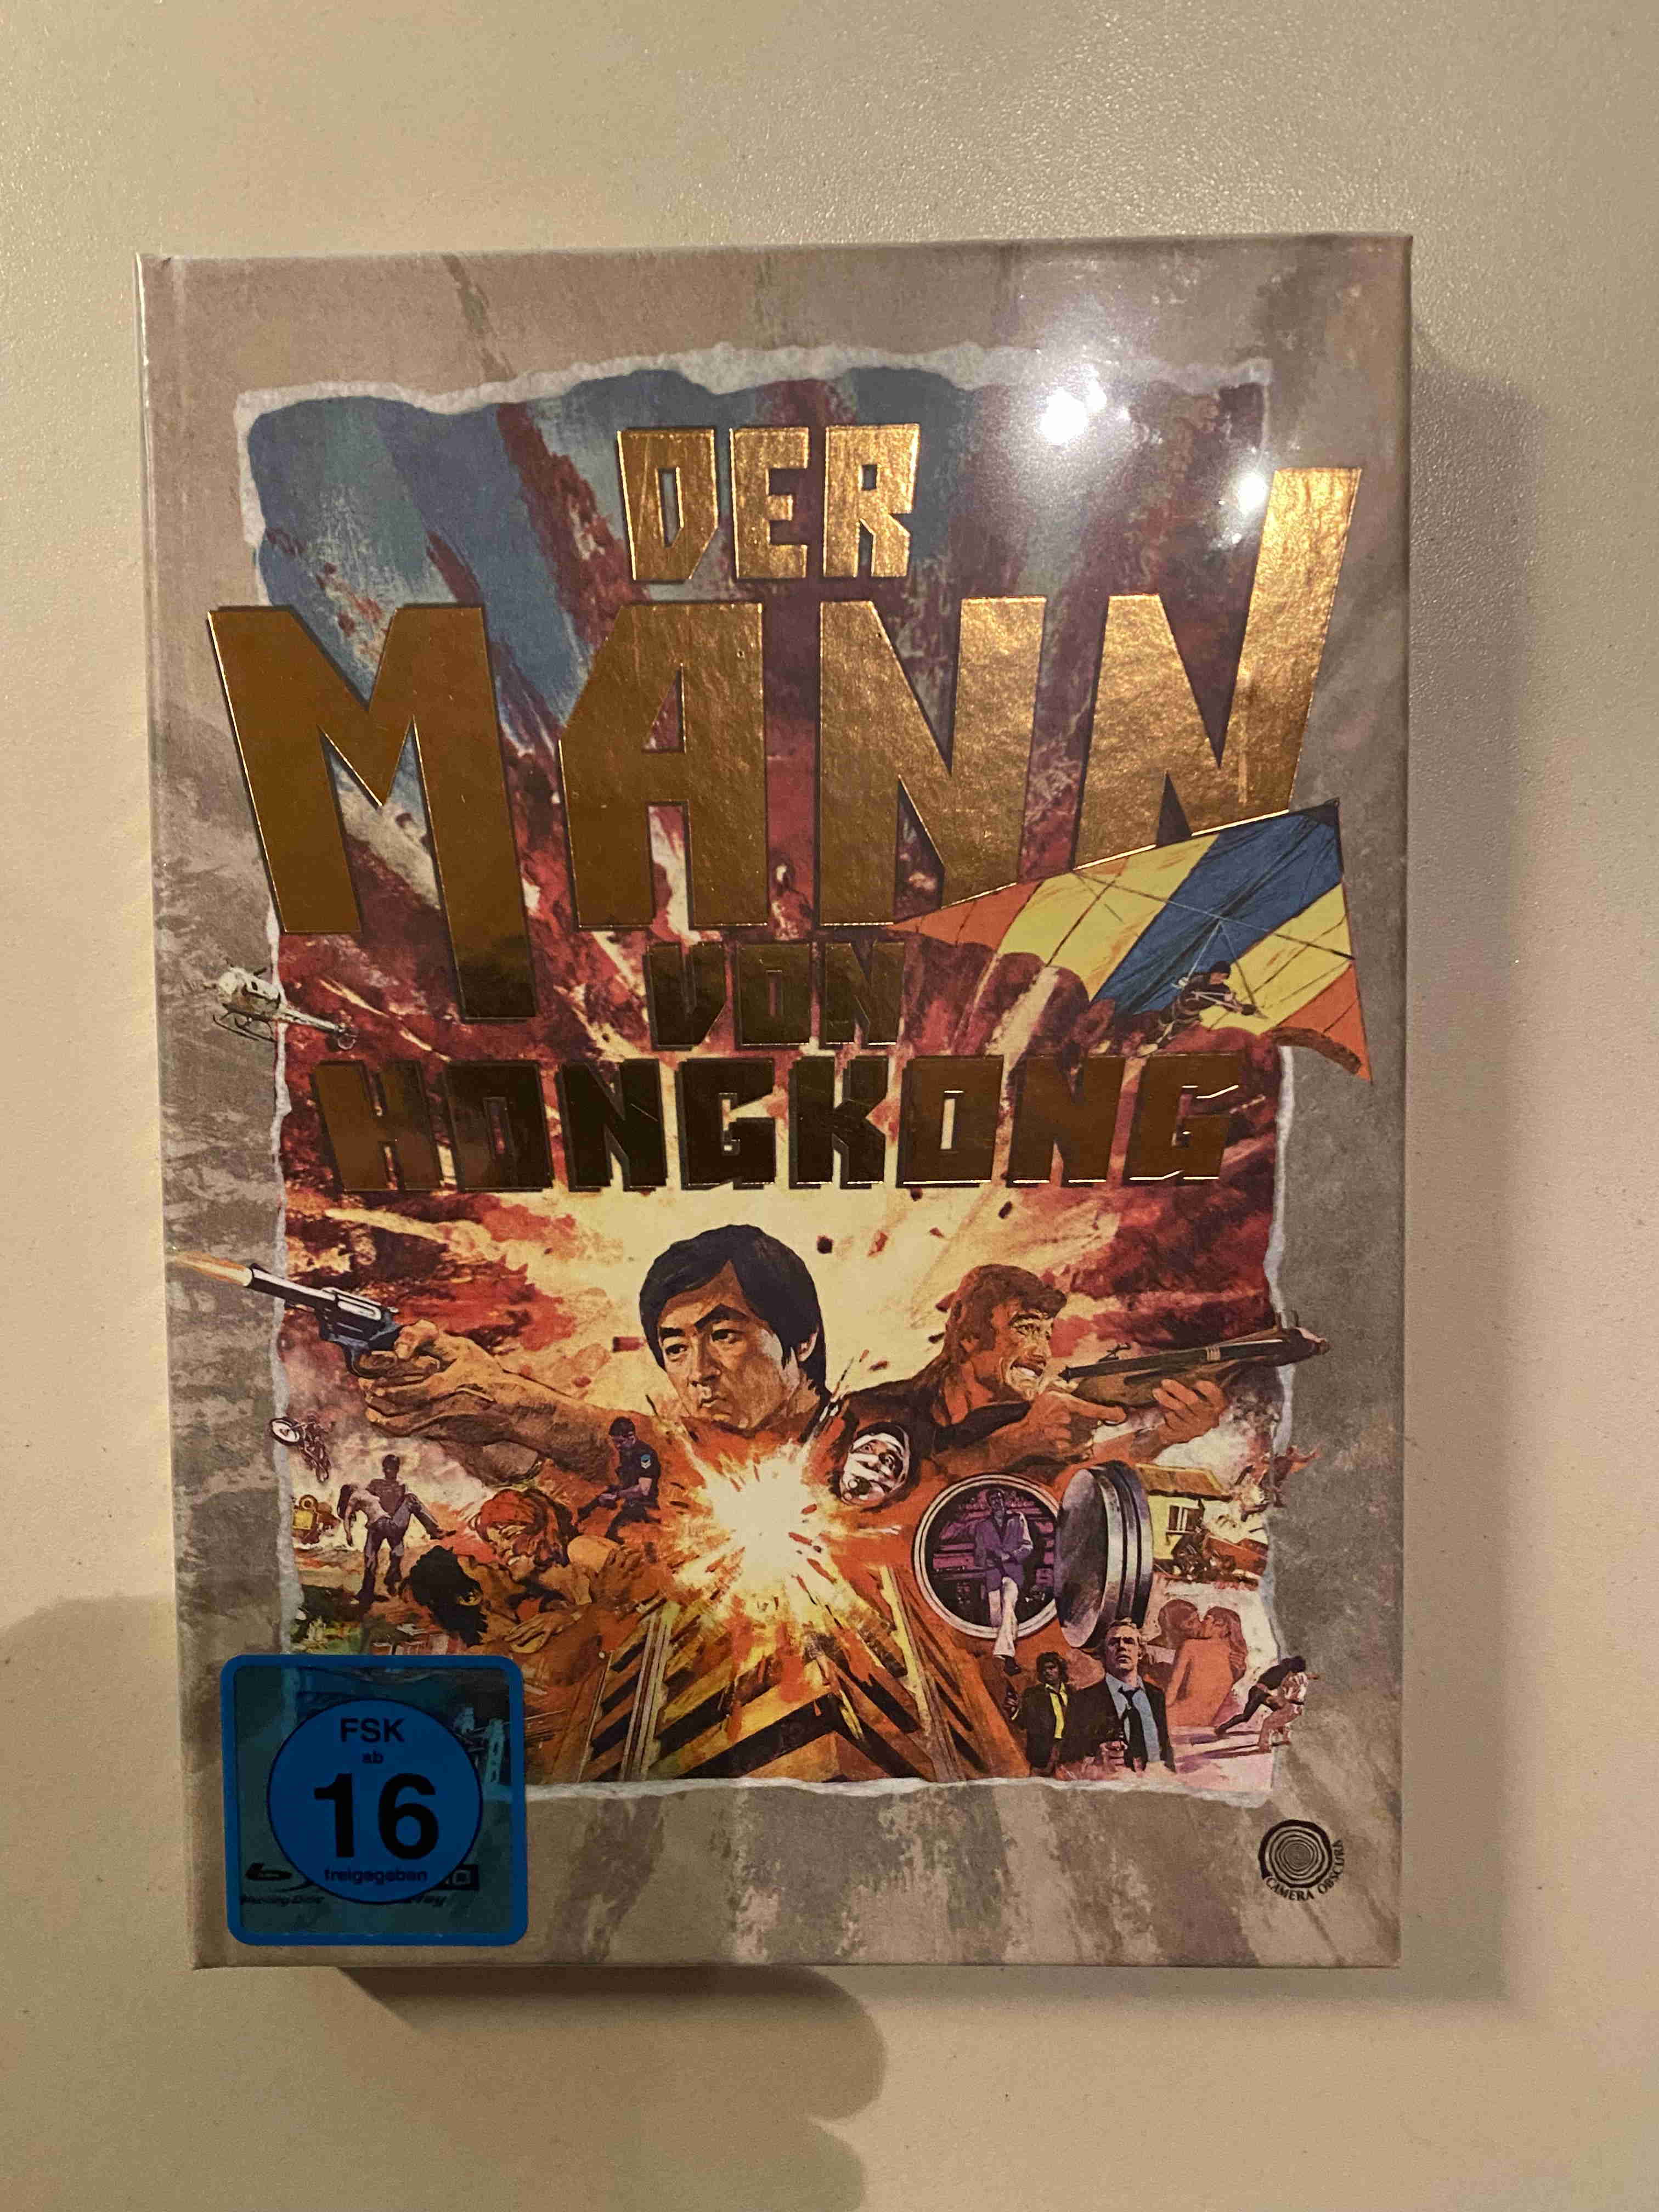 DER
MANN
VON
HONGKONG
FSK
ab
16
freigegeben
CAMERA OBSCURA